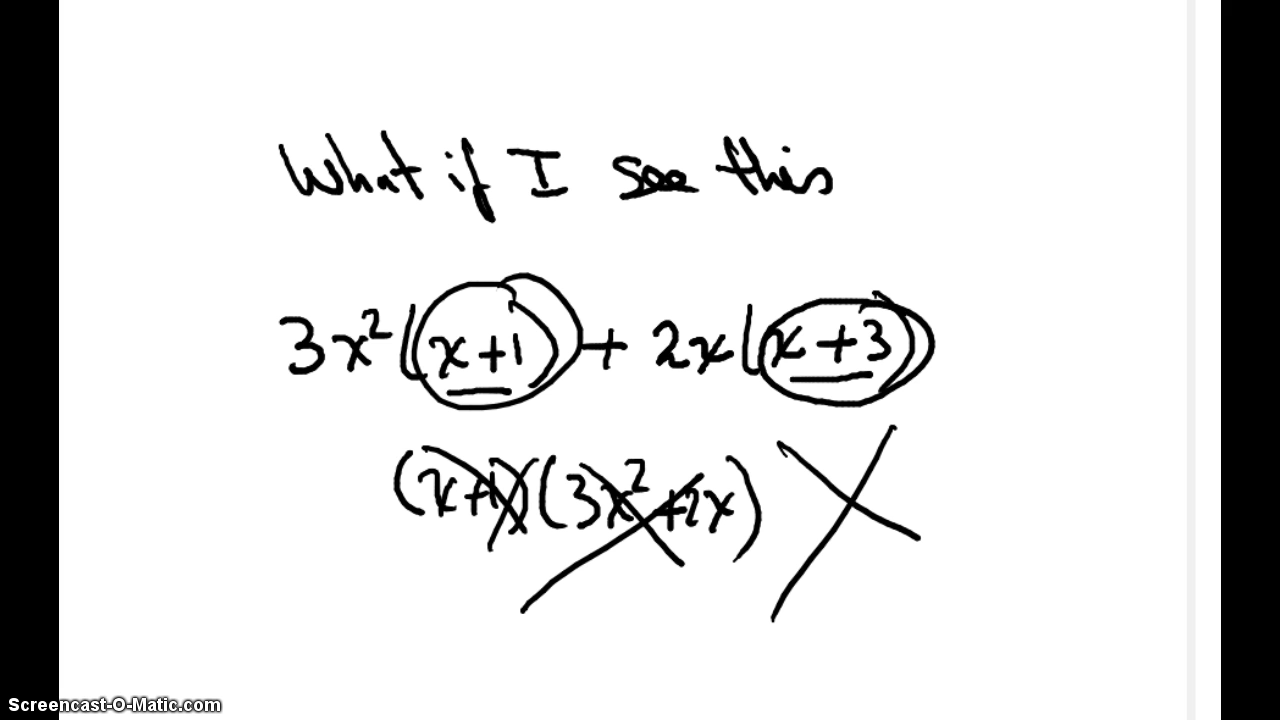 What if I see this
3x²(x+1) + 2x(x+3)
(x+1)(3x²+2x)
Screencast-O-Matic.com